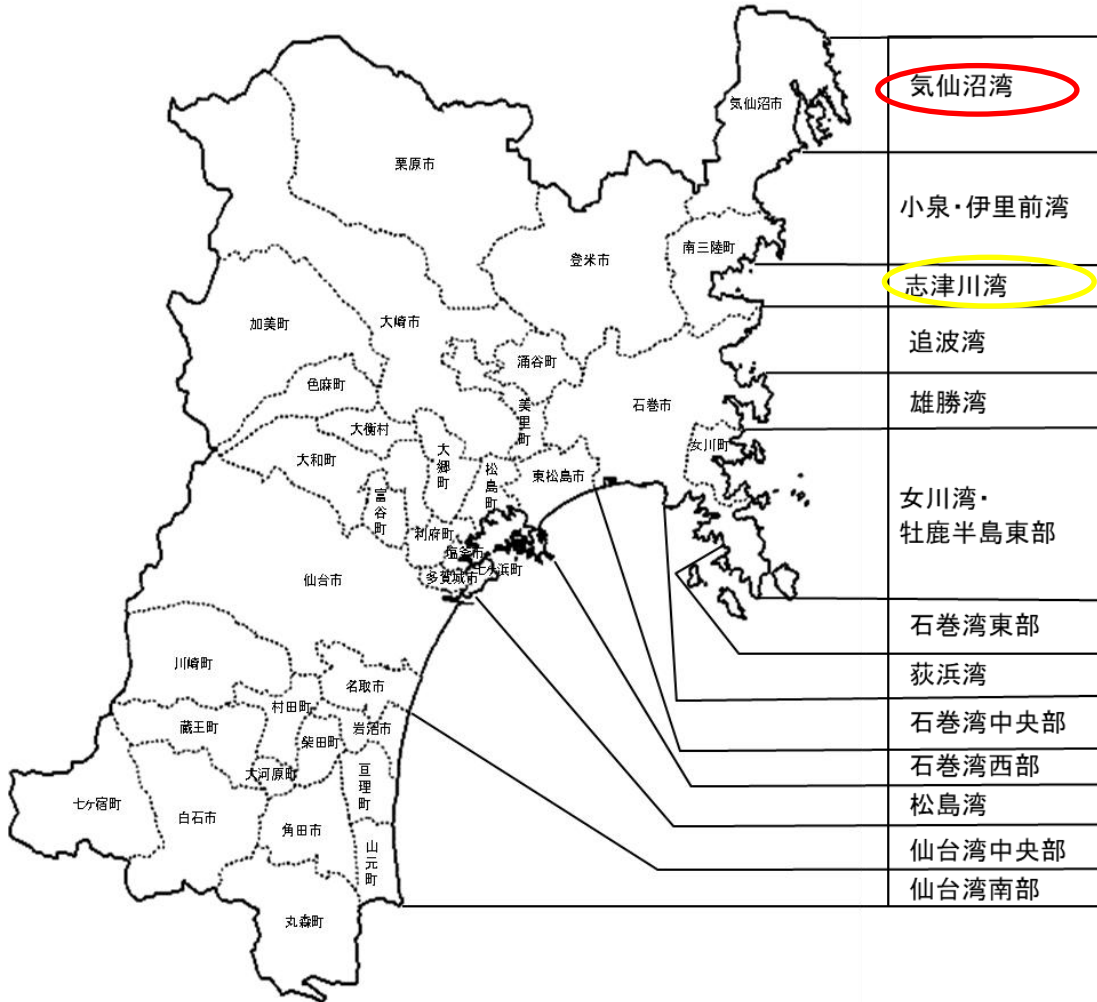 気仙沼市
栗原市
南三陸町
登米市
加美町
大崎市
涌谷町
色麻町
美里町
石巻市
大衡村
女川町
大和町
大郷町
松島町
東松島市
富谷町
利府町
塩釜市
七ヶ浜町
多賀城市
仙台市
川崎町
名取市
村田町
岩沼市
蔵王町
柴田町
大河原町
亘理町
七ヶ宿町
白石市
角田市
山元町
丸森町
気仙沼湾
小泉・伊里前湾
志津川湾
追波湾
雄勝湾
女川湾・
牡鹿半島東部
石巻湾東部
荻浜湾
石巻湾中央部
石巻湾西部
松島湾
仙台湾中央部
仙台湾南部